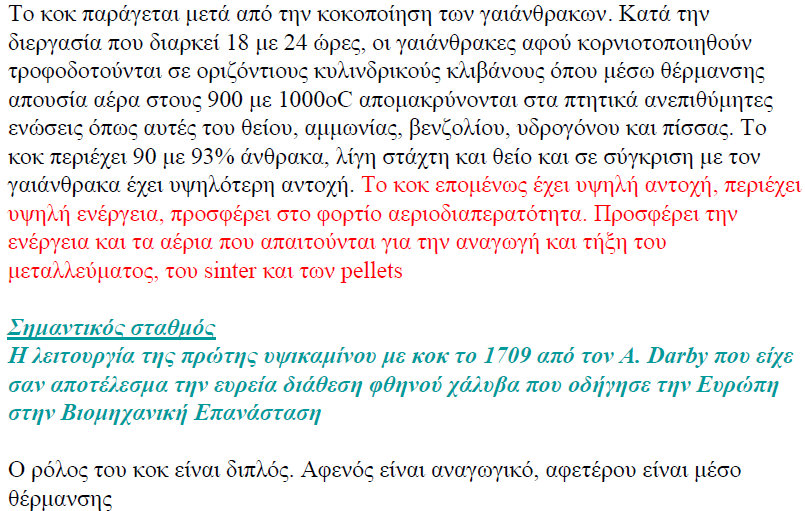 Το κοκ παράγεται μετά από την κοκοποίηση των γαιάνθρακων. Κατά την
διεργασία που διαρκεί 18 με 24 ώρες, οι γαιάνθρακες αφού κορνιοτοποιηθούν
τροφοδοτούνται σε οριζόντιους κυλινδρικούς κλιβάνους όπου μέσω θέρμανσης
απουσία αέρα στους 900 με 1000oC απομακρύνονται στα πτητικά ανεπιθύμητες
ενώσεις όπως αυτές του θείου, αμμωνίας, βενζολίου, υδρογόνου και πίσσας. Το
κοκ περιέχει 90 με 93% άνθρακα, λίγη στάχτη και θείο και σε σύγκριση με τον
γαιάνθρακα έχει υψηλότερη αντοχή. Το κοκ επομένως έχει υψηλή αντοχή, περιέχει
υψηλή ενέργεια, προσφέρει στο φορτίο αεριοδιαπερατότητα. Προσφέρει την
ενέργεια και τα αέρια που απαιτούνται για την αναγωγή και τήξη του
μεταλλεύματος, του sinter και των pellets
Σημαντικός σταθμός
Η λειτουργία της πρώτης υψικαμίνου με κοκ το 1709 από τον A. Darby που είχε
σαν αποτέλεσμα την ευρεία διάθεση φθηνού χάλυβα που οδήγησε την Ευρώπη
στην Βιομηχανική Επανάσταση
Ο ρόλος του κοκ είναι διπλός. Αφενός είναι αναγωγικό, αφετέρου είναι μέσο
θέρμανσης